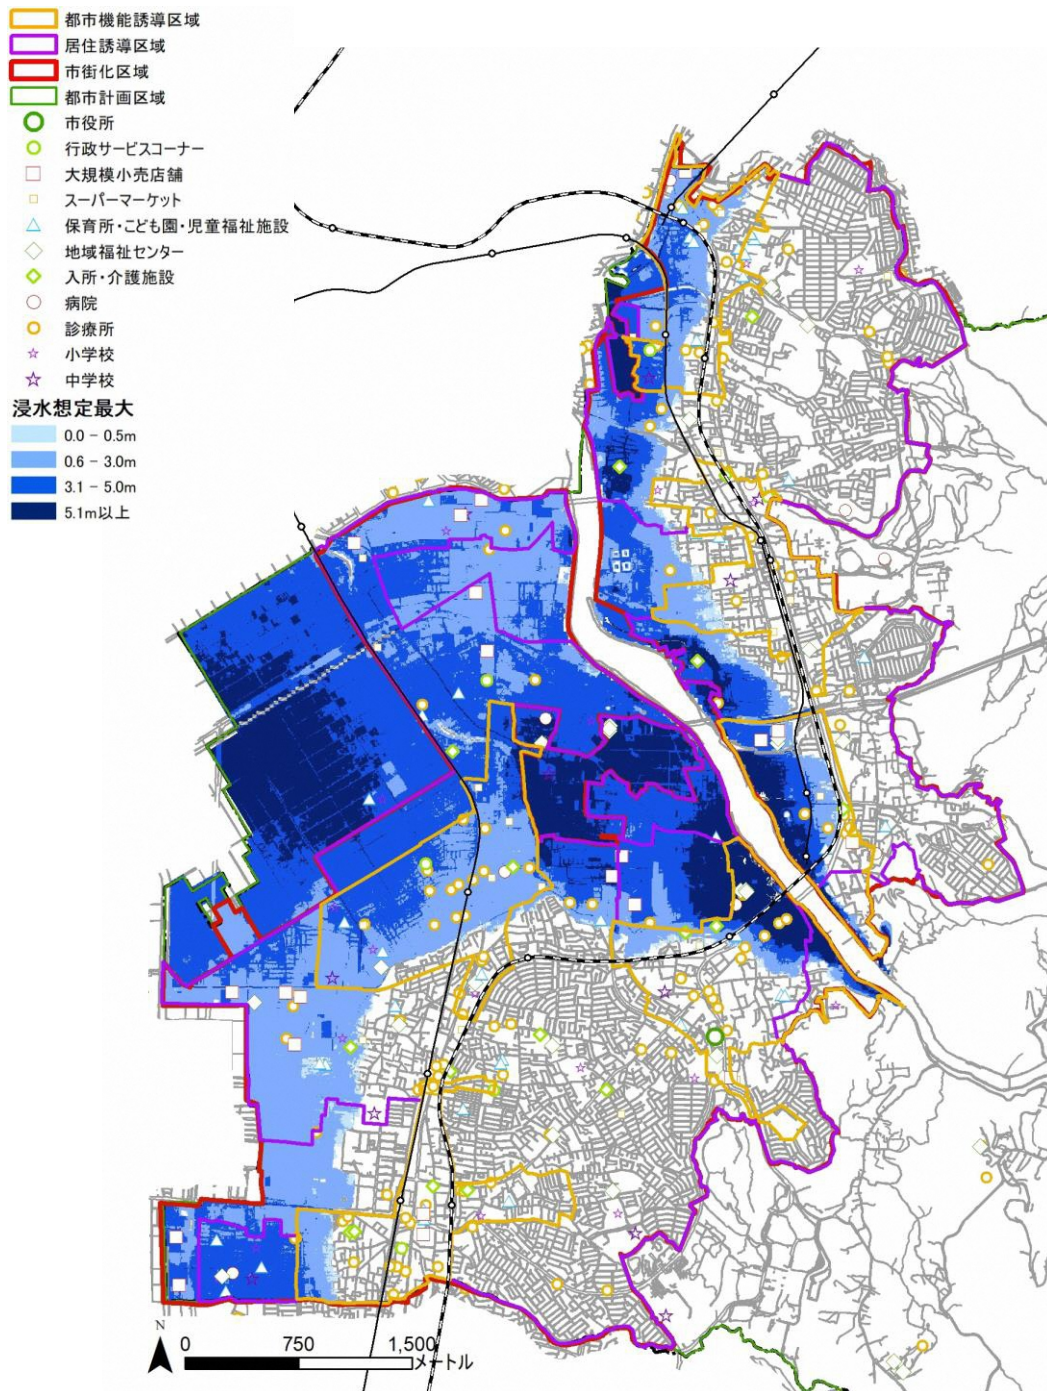 都市機能誘導区域
居住誘導区域
市街化区域
都市計画区域
市役所
行政サービスコーナー
大規模小売店舗
スーパーマーケット
保育所・こども園・児童福祉施設
地域福祉センター
入所・介護施設
病院
診療所
小学校
中学校
浸水想定最大
0.0 - 0.5m
0.6 - 3.0m
3.1 - 5.0m
5.1m以上
N
0 750 1,500
メートル